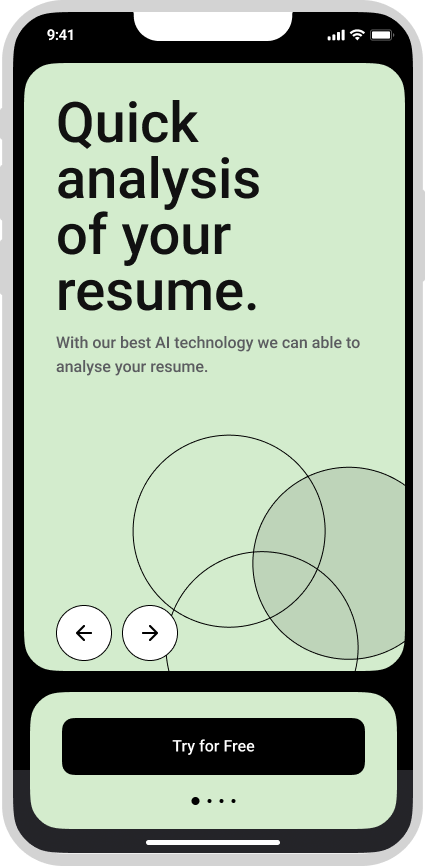 9:41
Quick
analysis
of your
resume.
With our best AI technology we can able to
analyse your resume.
Try for Free